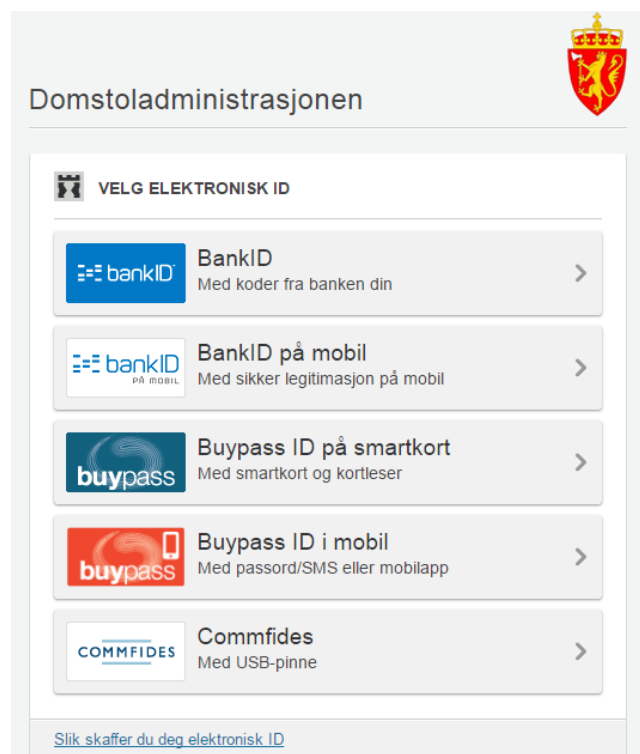 Domstoladministrasjonen
VELG ELEKTRONISK ID
bankID
BankID
Med koder fra banken din
bankID
PÅ MOBIL
BankID på mobil
Med sikker legitimasjon på mobil
buypass
Buypass ID på smartkort
Med smartkort og kortleser
buypass
Buypass ID i mobil
Med passord/SMS eller mobilapp
COMMFIDES
Commfides
Med USB-pinne
Slik skaffer du deg elektronisk ID